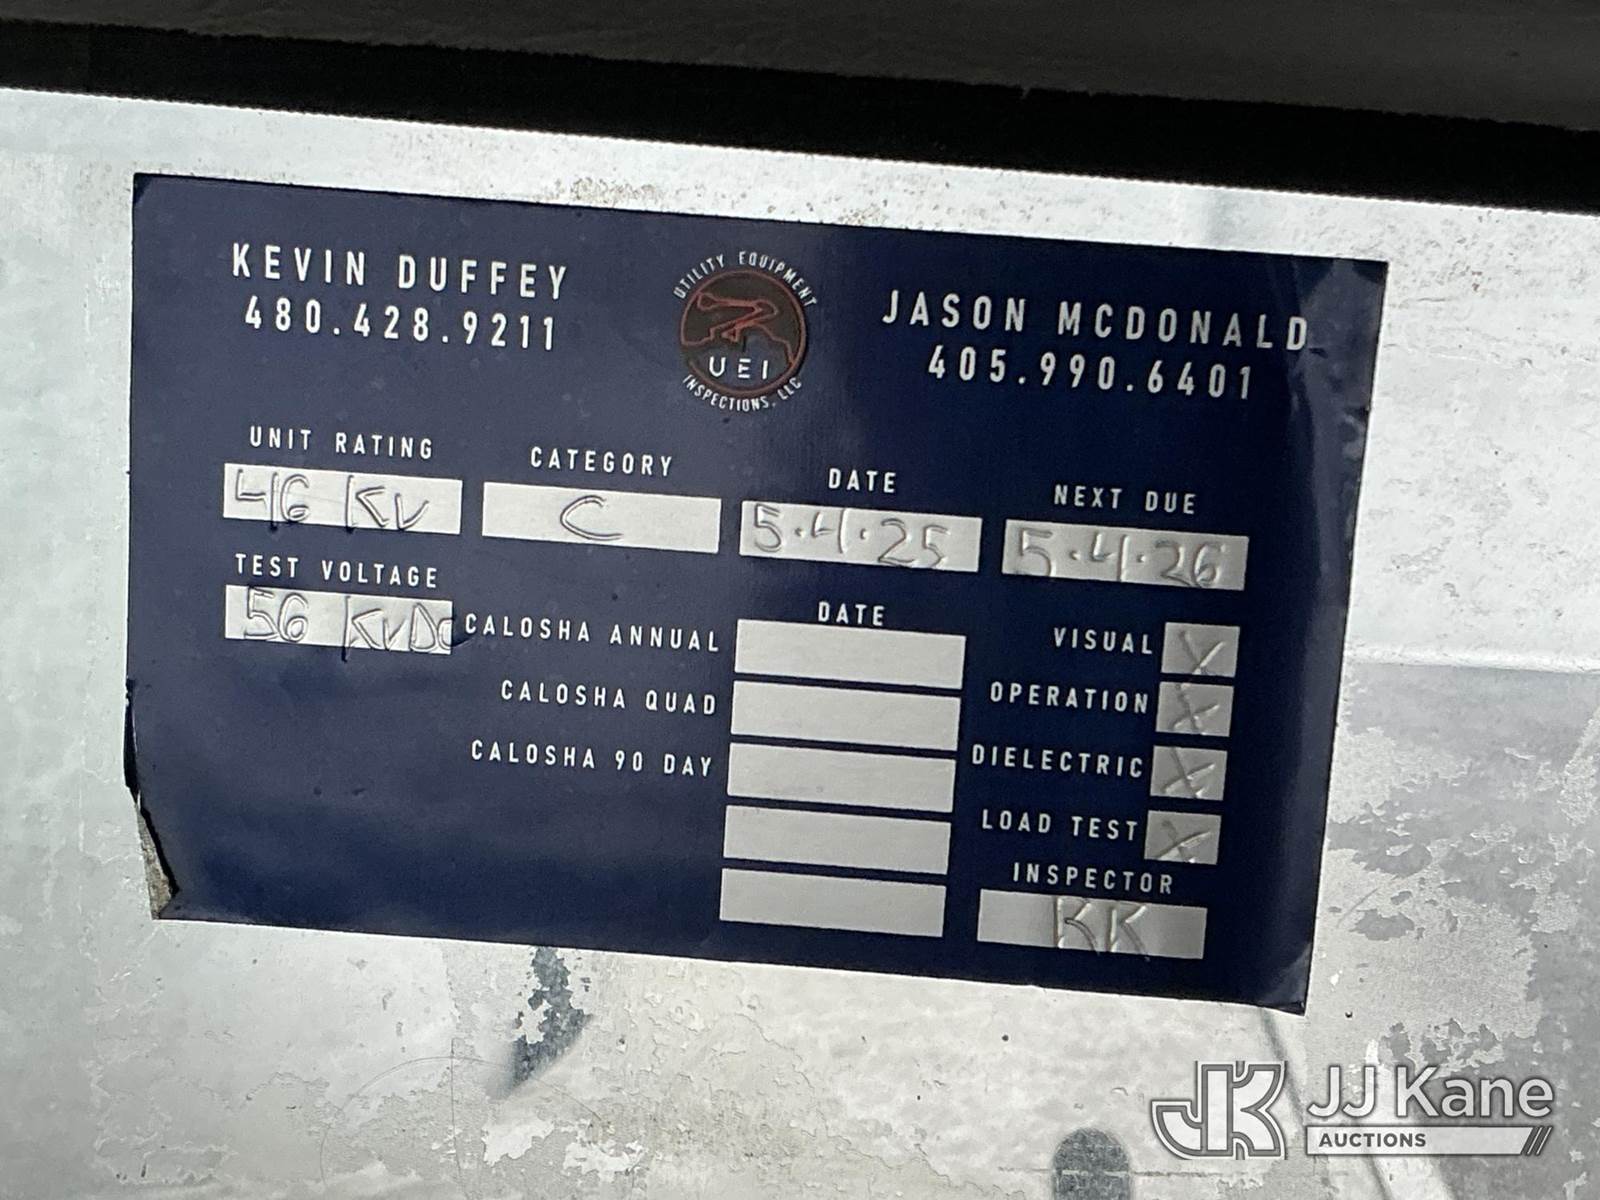 KEVIN DUFFEY
480.428.9211
UTILITY EQUIPMENT
UEI
INSPECTIONS, LLC
JASON MCDONALD
405.990.6401
UNIT RATING
46 KV
CATEGORY
C
DATE
5.4.25
NEXT DUE
5.4.26
TEST VOLTAGE
56 KVDC
DATE
CALOSHA ANNUAL
CALOSHA QUAD
CALOSHA 90 DAY
VISUAL X
OPERATION X
DIELECTRIC X
LOAD TEST X
INSPECTOR
KK
JK JJ Kane
AUCTIONS